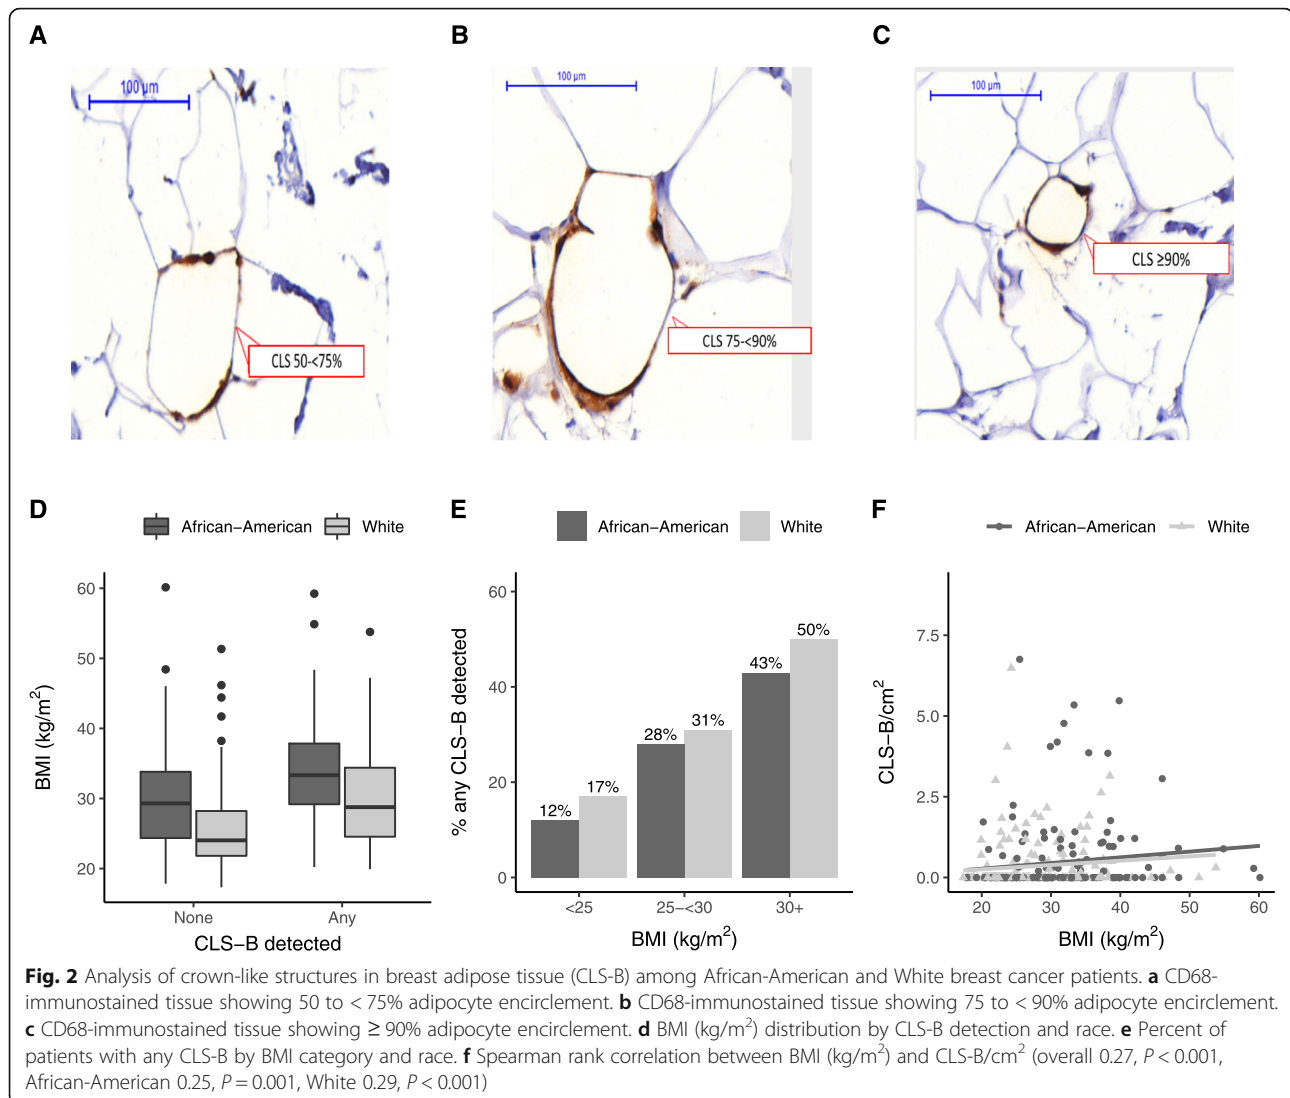 A
B
C
100 µm
100 µm
100 µm
CLS 50-<75%
CLS 75-<90%
CLS ≥90%
D
African−American
White
60
50
40
30
20
BMI (kg/m²)
None
Any
CLS−B detected
E
African−American
White
60
40
20
0
% any CLS−B detected
12%
17%
28%
31%
43%
50%
<25
25−<30
30+
BMI (kg/m²)
F
African−American
White
7.5
5.0
2.5
0.0
CLS−B/cm²
20
30
40
50
60
BMI (kg/m²)
Fig. 2 Analysis of crown-like structures in breast adipose tissue (CLS-B) among African-American and White breast cancer patients. a CD68-
immunostained tissue showing 50 to < 75% adipocyte encirclement. b CD68-immunostained tissue showing 75 to < 90% adipocyte encirclement.
c CD68-immunostained tissue showing ≥ 90% adipocyte encirclement. d BMI (kg/m²) distribution by CLS-B detection and race. e Percent of
patients with any CLS-B by BMI category and race. f Spearman rank correlation between BMI (kg/m²) and CLS-B/cm² (overall 0.27, P < 0.001,
African-American 0.25, P = 0.001, White 0.29, P < 0.001)